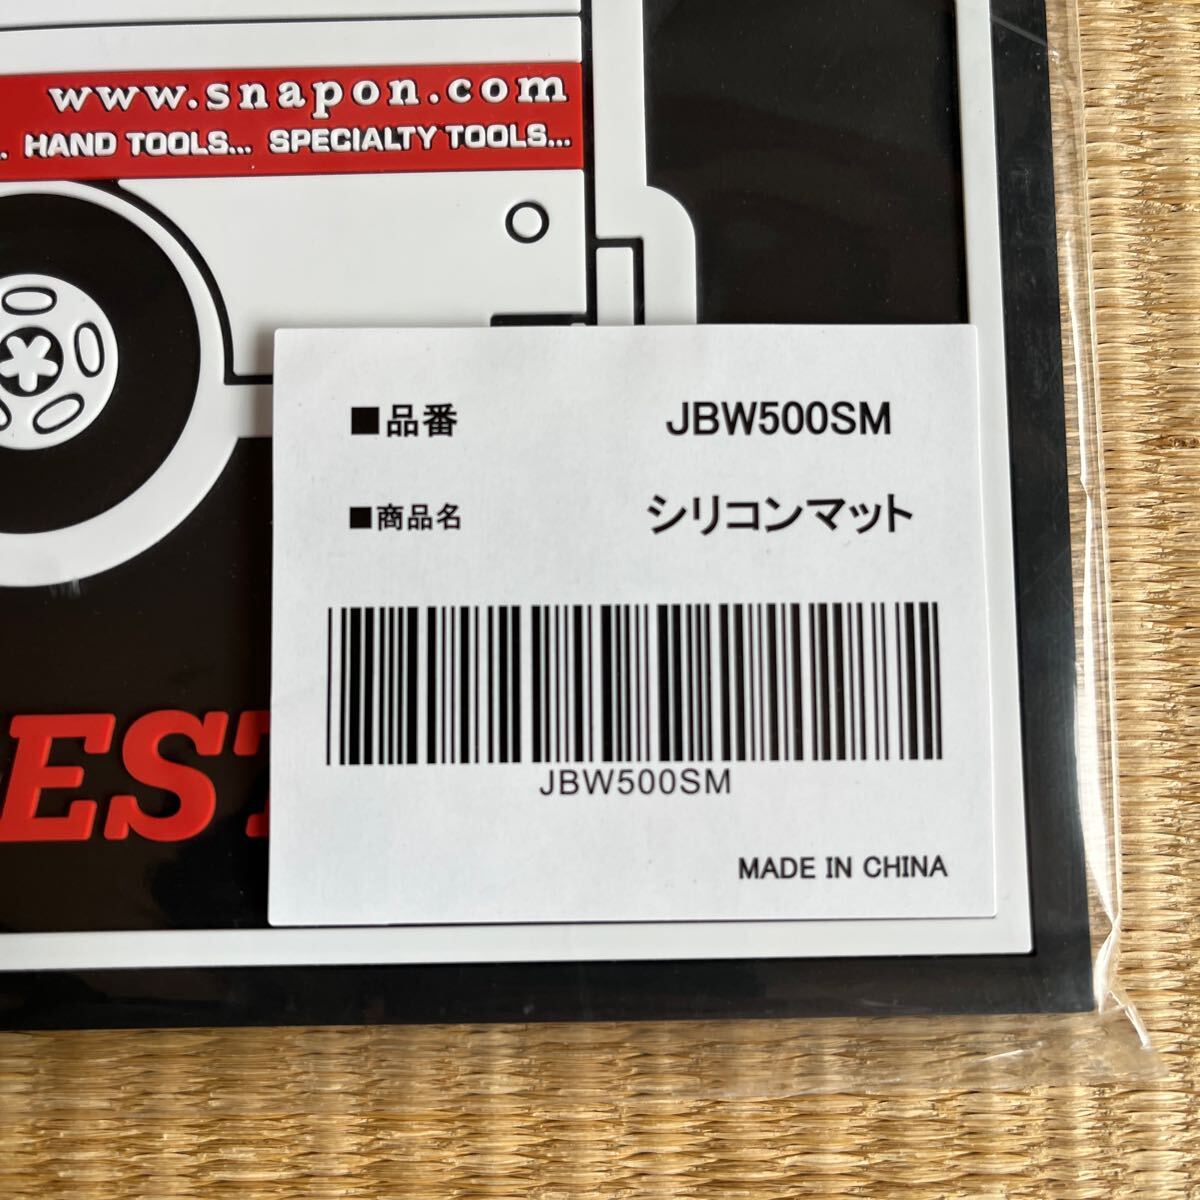 www.snapon.com
HAND TOOLS... SPECIALTY TOOLS...
■品番 JBW500SM
■商品名 シリコンマット
JBW500SM
MADE IN CHINA